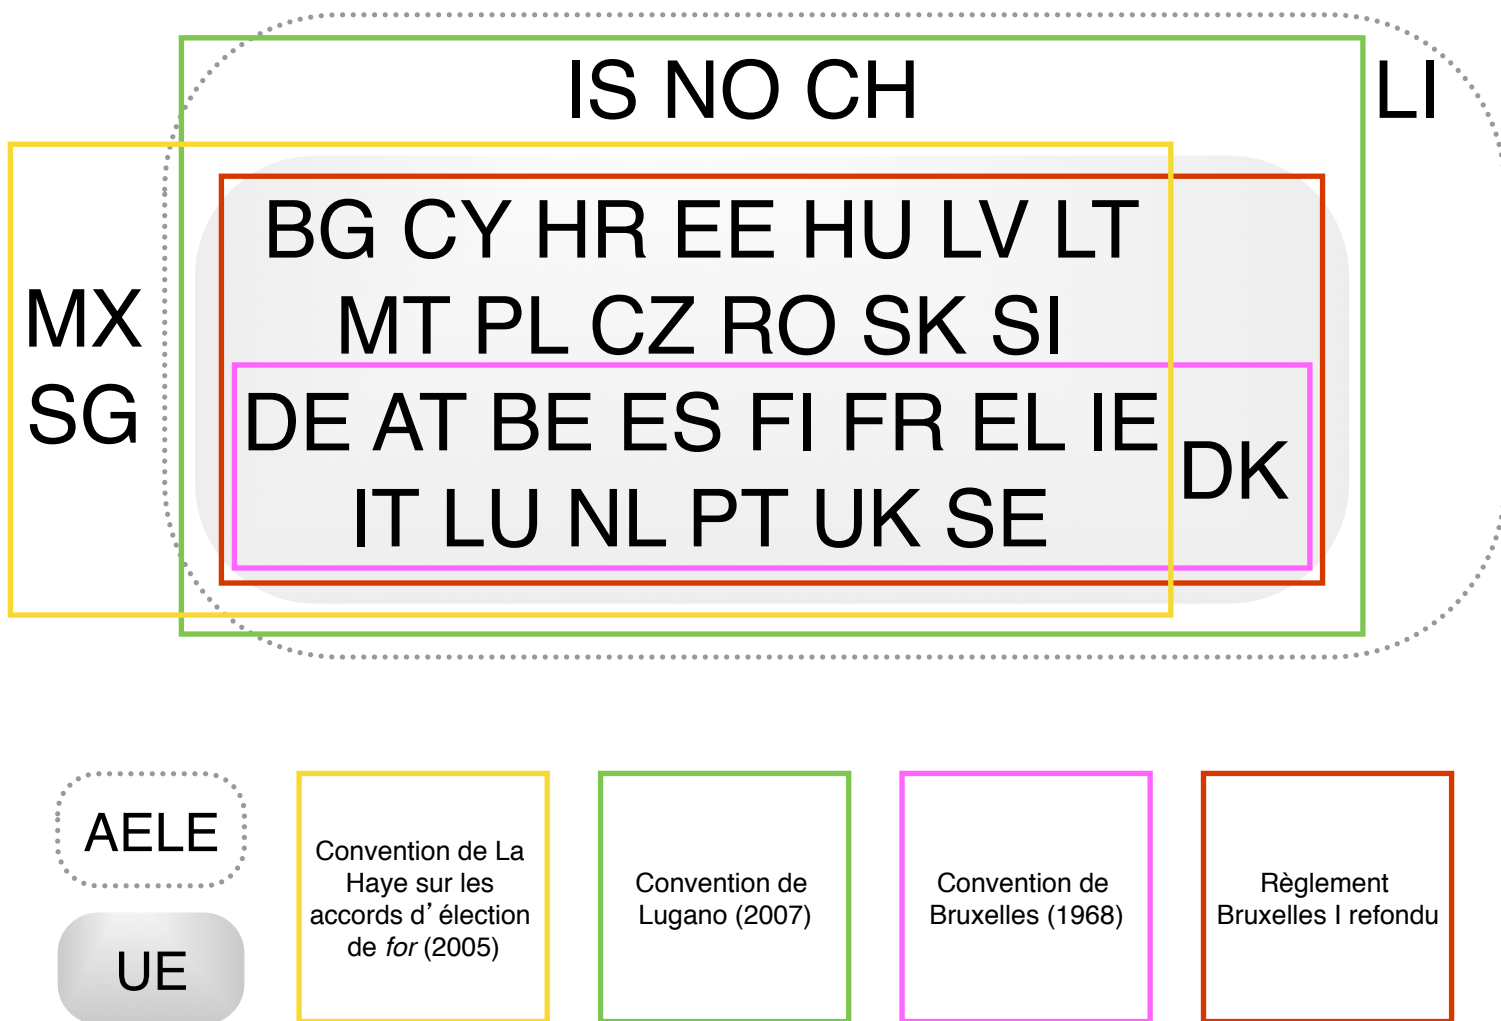 IS NO CH
LI
BG CY HR EE HU LV LT
MT PL CZ RO SK SI
MX
SG
DE AT BE ES FI FR EL IE
IT LU NL PT UK SE
DK
AELE
UE
Convention de La
Haye sur les
accords d’ élection
de for (2005)
Convention de
Lugano (2007)
Convention de
Bruxelles (1968)
Règlement
Bruxelles I refondu